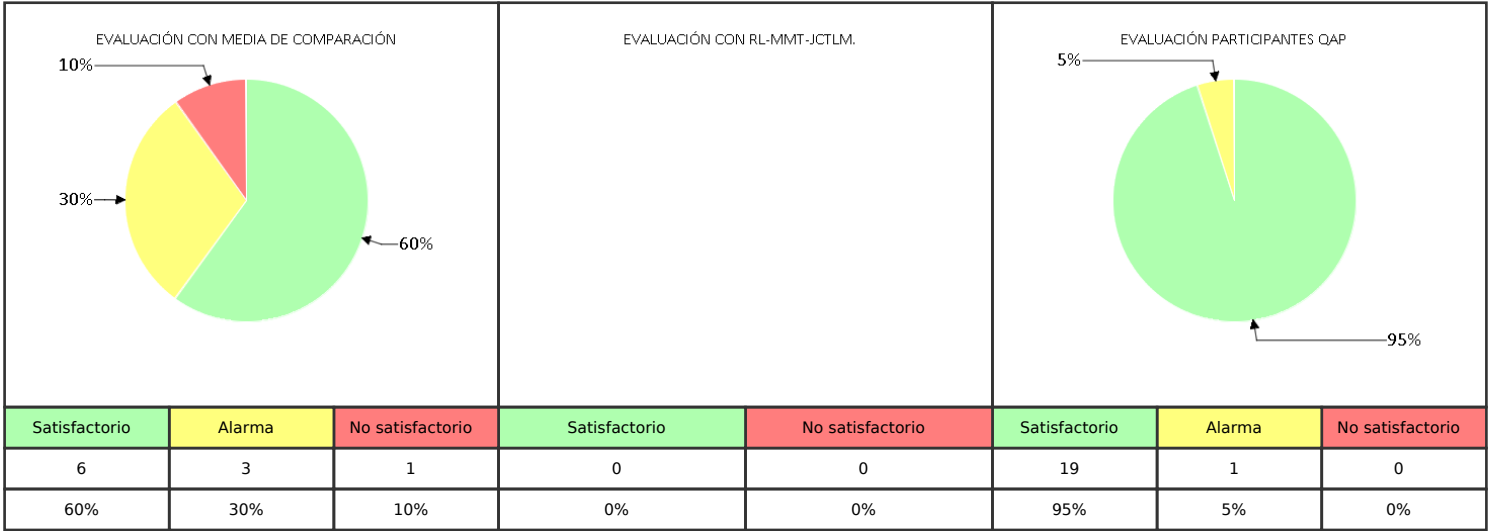 EVALUACIÓN CON MEDIA DE COMPARACIÓN
10%
30%
60%
EVALUACIÓN CON RL-MMT-JCTLM.
EVALUACIÓN PARTICIPANTES QAP
5%
95%
Satisfactorio Alarma No satisfactorio Satisfactorio No satisfactorio Satisfactorio Alarma No satisfactorio
6 3 1 0 0 19 1 0
60% 30% 10% 0% 0% 95% 5% 0%